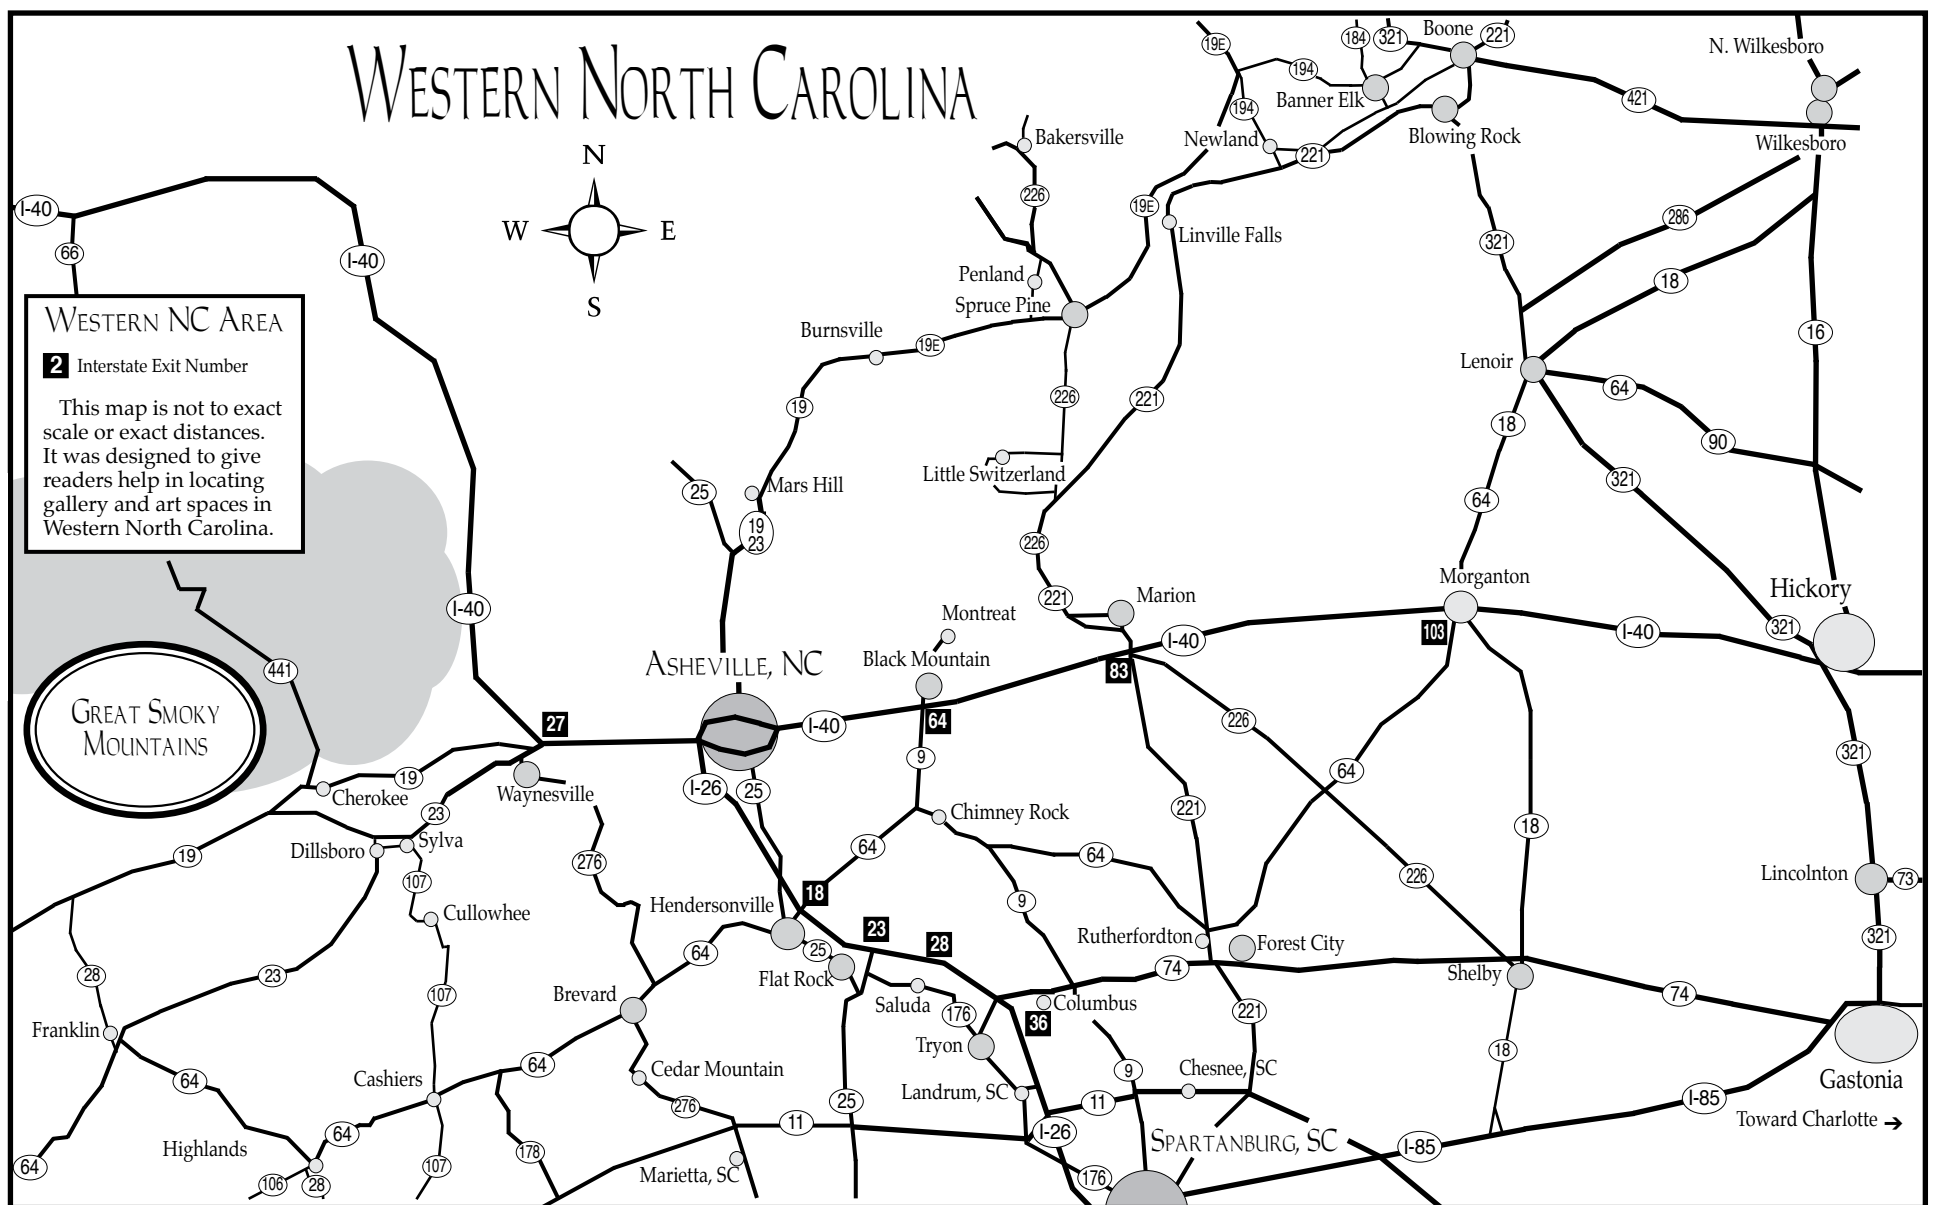 WESTERN NORTH CAROLINA
N
W E
S
WESTERN NC AREA
2 Interstate Exit Number
This map is not to exact
scale or exact distances.
It was designed to give
readers help in locating
gallery and art spaces in
Western North Carolina.
GREAT SMOKY
MOUNTAINS
I-40
66
I-40
I-40
441
19
19
23
27
Waynesville
Cherokee
Dillsboro
Sylva
107
Cullowhee
107
107
28
23
Franklin
64
64
Highlands
106
28
64
Cashiers
64
178
276
Brevard
64
Cedar Mountain
276
11
Marietta, SC
25
19
23
Mars Hill
19
Burnsville
19E
ASHEVILLE, NC
I-26
25
I-40
Montreat
Black Mountain
64
9
Chimney Rock
64
18
Hendersonville
25
Flat Rock
23
28
Saluda
176
Tryon
Landrum, SC
25
36
Columbus
74
9
64
9
11
I-26
176
Chesnee, SC
SPARTANBURG, SC
221
Rutherfordton
Forest City
221
226
226
64
18
Shelby
18
74
I-85
I-85
Toward Charlotte
Gastonia
321
Lincolnton
73
321
Hickory
321
I-40
103
Morganton
64
18
Lenoir
64
90
321
16
18
286
321
N. Wilkesboro
Wilkesboro
421
Boone
221
321
184
Banner Elk
Blowing Rock
194
194
19E
Newland
221
Linville Falls
19E
Bakersville
226
Penland
Spruce Pine
226
221
Little Switzerland
226
221
Marion
83
I-40